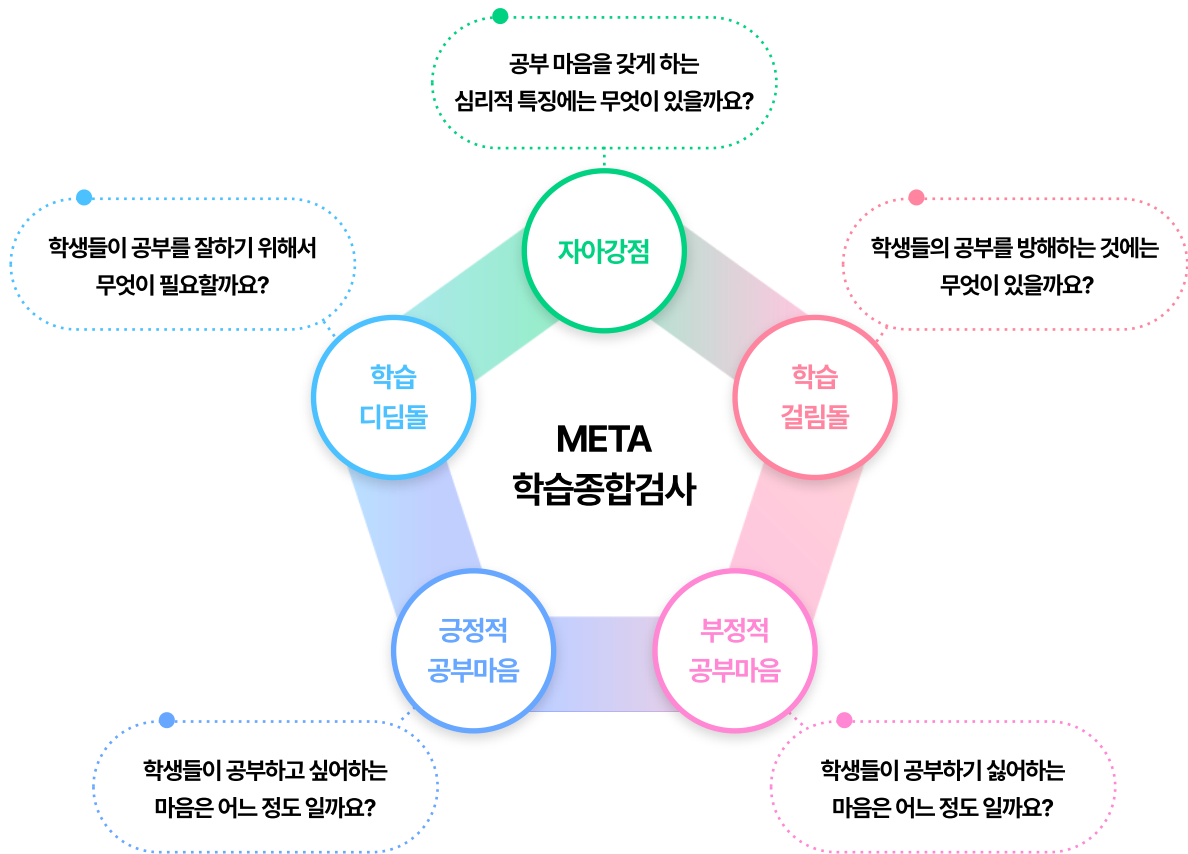 공부 마음을 갖게 하는
심리적 특징에는 무엇이 있을까요?
학생들이 공부를 잘하기 위해서
무엇이 필요할까요?
학생들의 공부를 방해하는 것에는
무엇이 있을까요?
자아강점
학습
디딤돌
학습
걸림돌
META
학습종합검사
긍정적
공부마음
부정적
공부마음
학생들이 공부하고 싶어하는
마음은 어느 정도 일까요?
학생들이 공부하기 싫어하는
마음은 어느 정도 일까요?